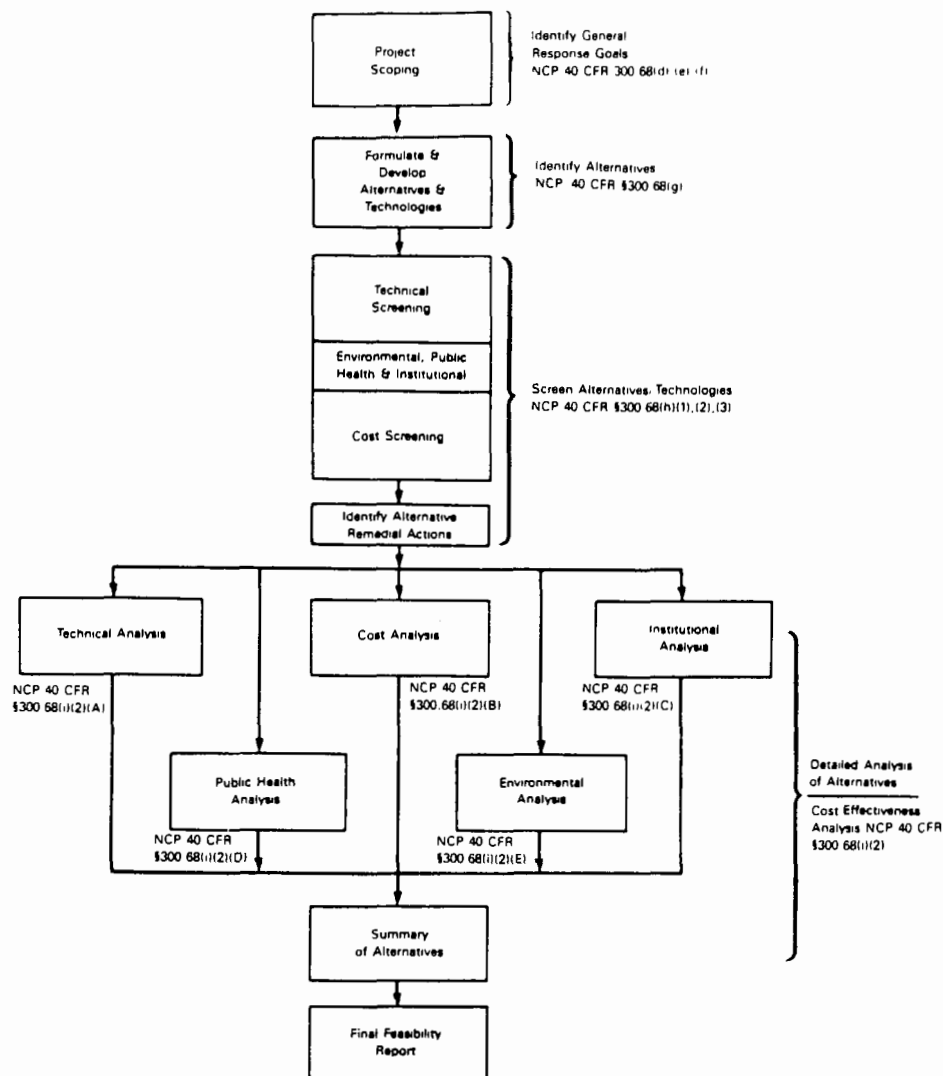 Project
Scoping
Identify General
Response Goals
NCP 40 CFR 300 68(d) (e) (f)
Formulate &
Develop
Alternatives &
Technologies
Identify Alternatives
NCP 40 CFR §300 68(g)
Technical
Screening
Environmental, Public
Health & Institutional
Cost Screening
Identify Alternative
Remedial Actions
Screen Alternatives, Technologies
NCP 40 CFR §300 68(h)(1),(2),(3)
Technical Analysis
NCP 40 CFR
§300 68(i)(2)(A)
Cost Analysis
NCP 40 CFR
§300.68(i)(2)(B)
Institutional
Analysis
NCP 40 CFR
§300 68(i)(2)(C)
Public Health
Analysis
NCP 40 CFR
§300 68(i)(2)(D)
Environmental
Analysis
NCP 40 CFR
§300 68(i)(2)(E)
Detailed Analysis
of Alternatives
Cost Effectiveness
Analysis NCP 40 CFR
§300 68(i)(2)
Summary
of Alternatives
Final Feasibility
Report